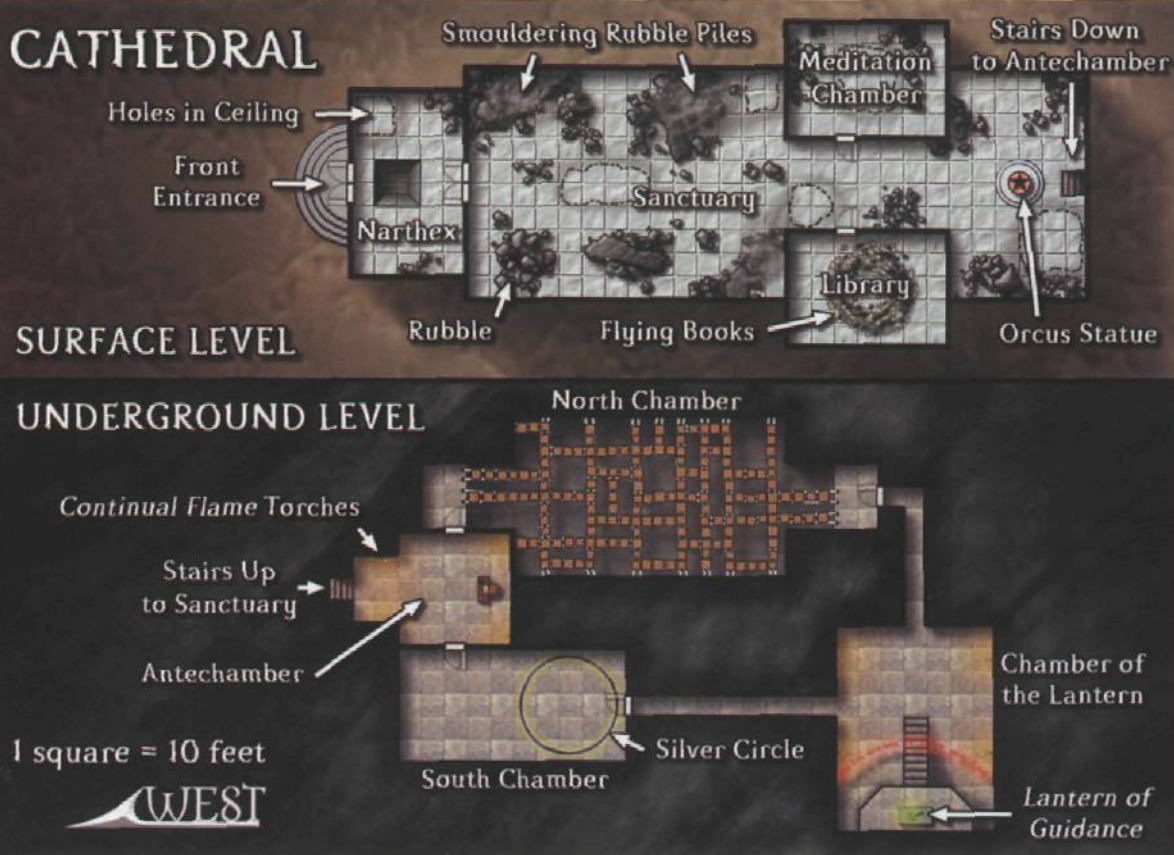 CATHEDRAL
Smouldering Rubble Piles
Meditation
Chamber
Stairs Down
to Antechamber
Holes in Ceiling
Front
Entrance
Narthex
Sanctuary
Library
Rubble
Flying Books
Orcus Statue
SURFACE LEVEL
UNDERGROUND LEVEL
North Chamber
Continual Flame Torches
Stairs Up
to Sanctuary
Antechamber
Chamber of
the Lantern
1 square = 10 feet
Silver Circle
South Chamber
WEST
Lantern of
Guidance